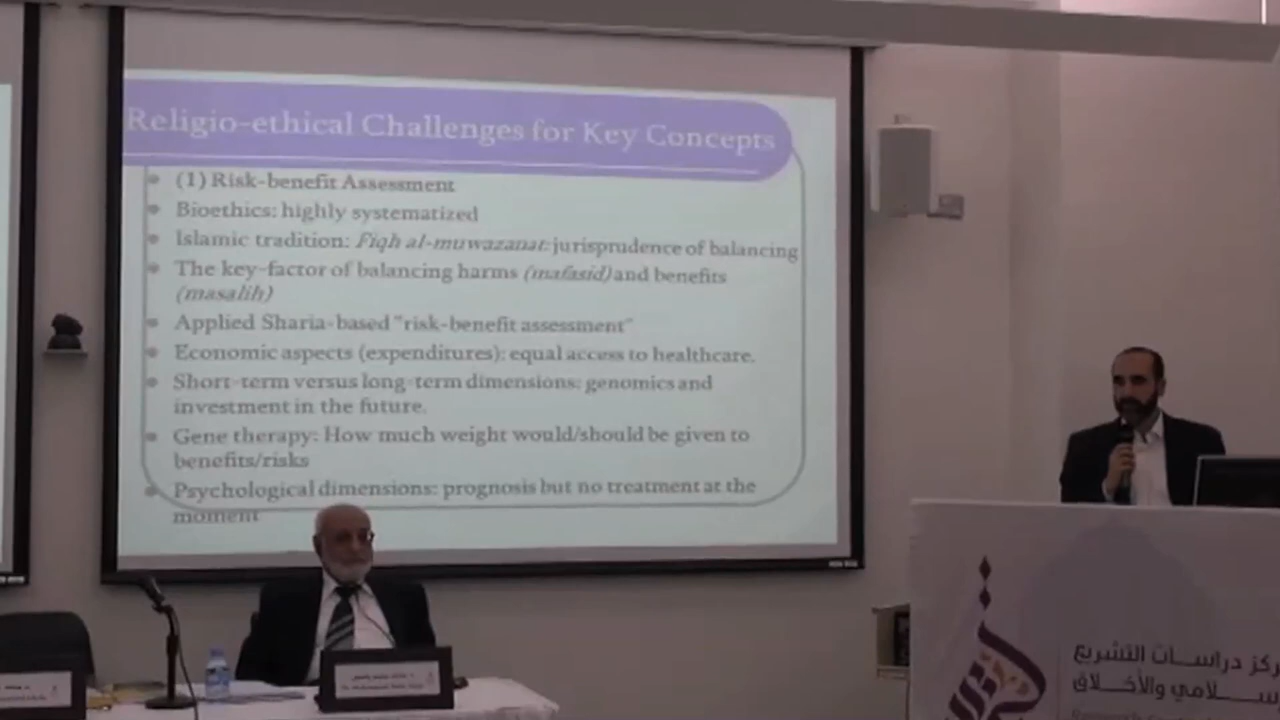 Religio-ethical Challenges for Key Concepts
(1) Risk-benefit Assessment
Bioethics: highly systematized
Islamic tradition: Fiqh al-muwazanat: jurisprudence of balancing
The key-factor of balancing harms (mafasid) and benefits
(masalih)
Applied Sharia-based "risk-benefit assessment"
Economic aspects (expenditures): equal access to healthcare.
Short-term versus long-term dimensions: genomics and
investment in the future.
Gene therapy: How much weight would/should be given to
benefits/risks
Psychological dimensions: prognosis but no treatment at the
moment
كز دراسات التشريع
سلامي والأخلاق